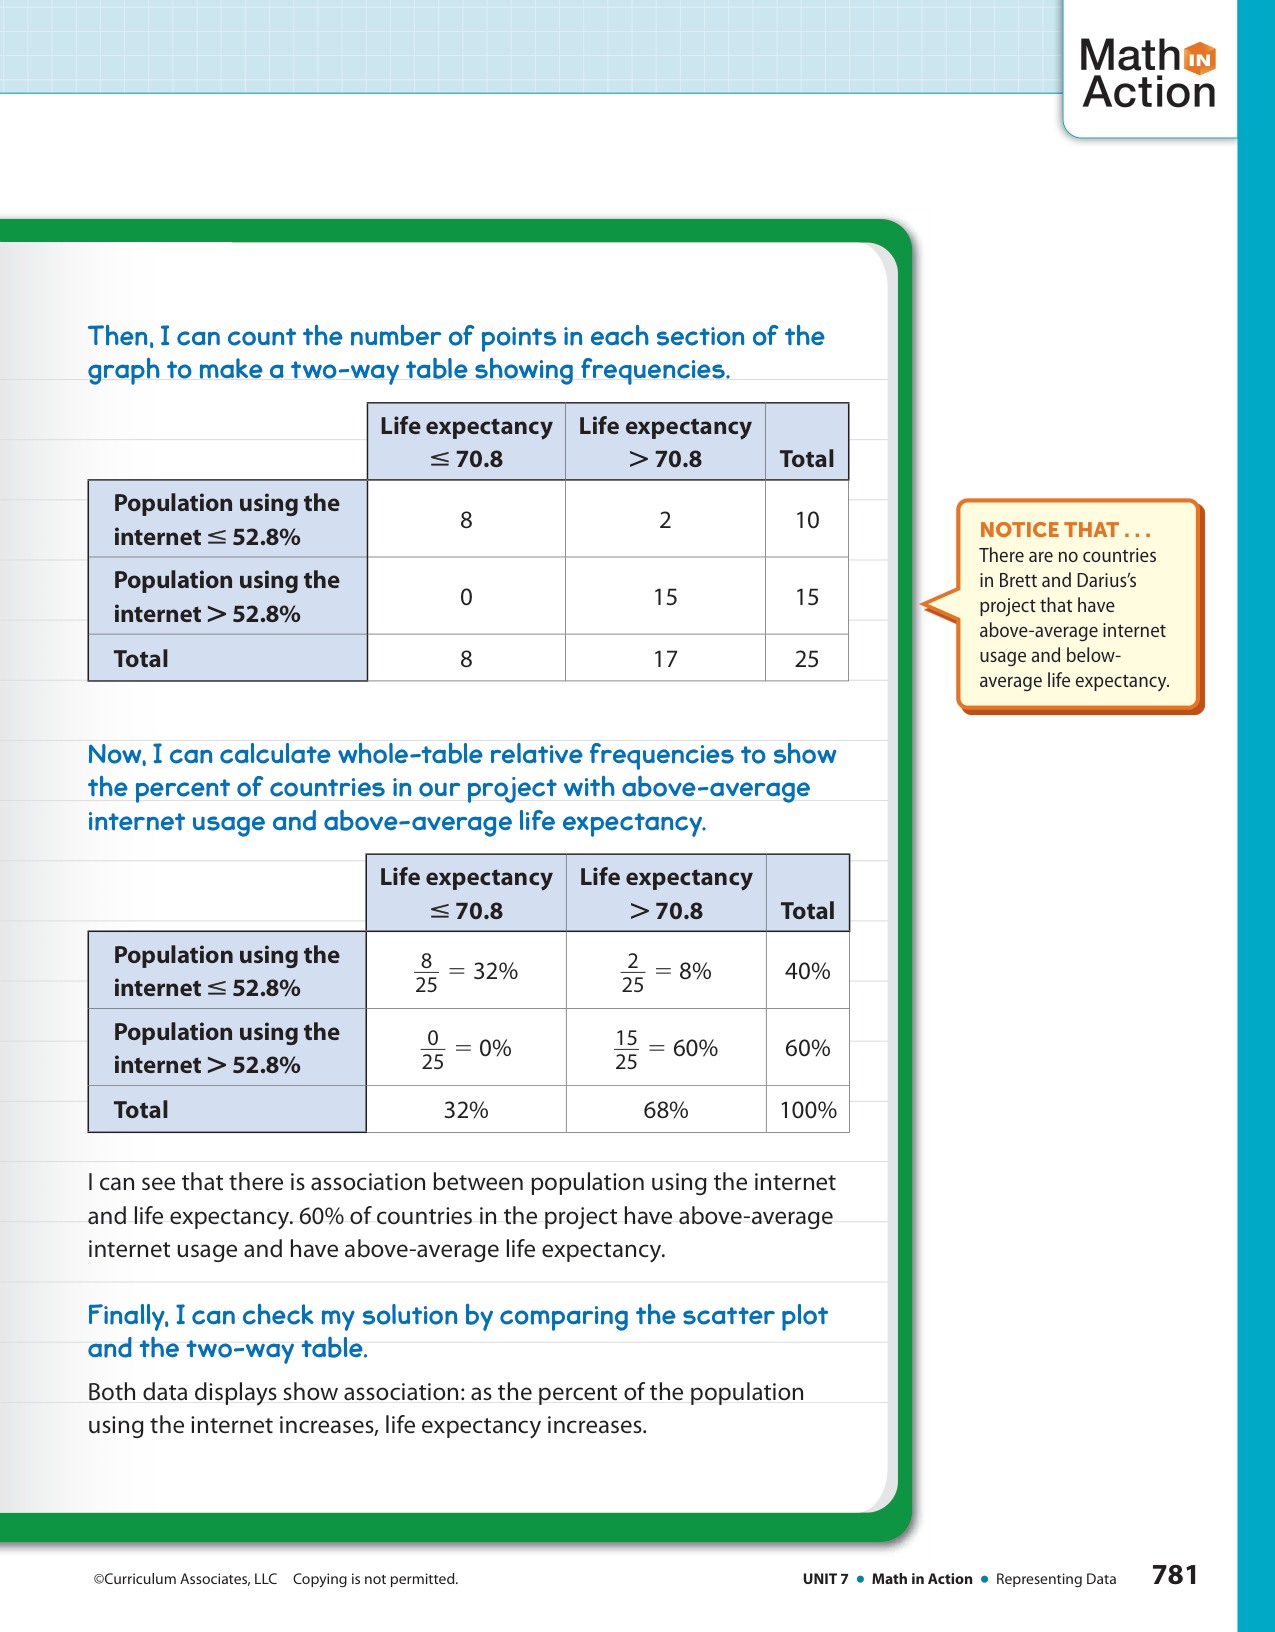 Math IN
Action
Then, I can count the number of points in each section of the
graph to make a two-way table showing frequencies.
Life expectancy Life expectancy
≤ 70.8 > 70.8 Total
Population using the
internet ≤ 52.8%
8 2 10
Population using the
internet > 52.8%
0 15 15
Total 8 17 25
NOTICE THAT . . .
There are no countries
in Brett and Darius’s
project that have
above-average internet
usage and below-
average life expectancy.
Now, I can calculate whole-table relative frequencies to show
the percent of countries in our project with above-average
internet usage and above-average life expectancy.
Life expectancy Life expectancy
≤ 70.8 > 70.8 Total
Population using the
internet ≤ 52.8%
8/25 = 32% 2/25 = 8% 40%
Population using the
internet > 52.8%
0/25 = 0% 15/25 = 60% 60%
Total 32% 68% 100%
I can see that there is association between population using the internet
and life expectancy. 60% of countries in the project have above-average
internet usage and have above-average life expectancy.
Finally, I can check my solution by comparing the scatter plot
and the two-way table.
Both data displays show association: as the percent of the population
using the internet increases, life expectancy increases.
©Curriculum Associates, LLC Copying is not permitted.
UNIT 7 • Math in Action • Representing Data 781